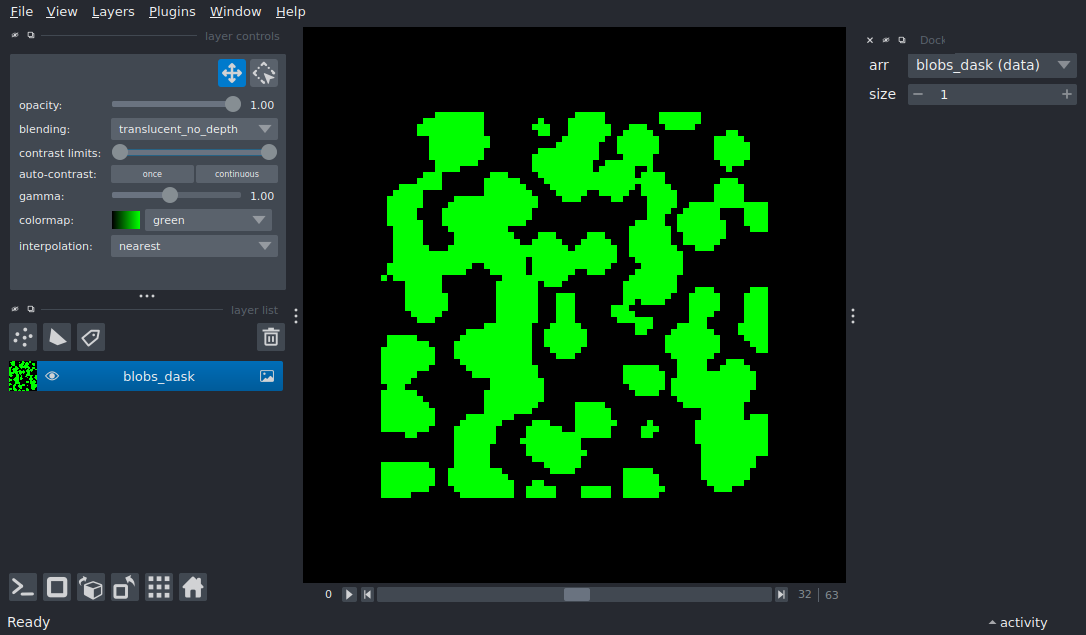 File View Layers Plugins Window Help
layer controls
opacity: 1.00
blending: translucent_no_depth
contrast limits:
auto-contrast: once continuous
gamma: 1.00
colormap: green
interpolation: nearest
layer list
blobs_dask
Dock
arr blobs_dask (data)
size 1
0 32 63
Ready
activity